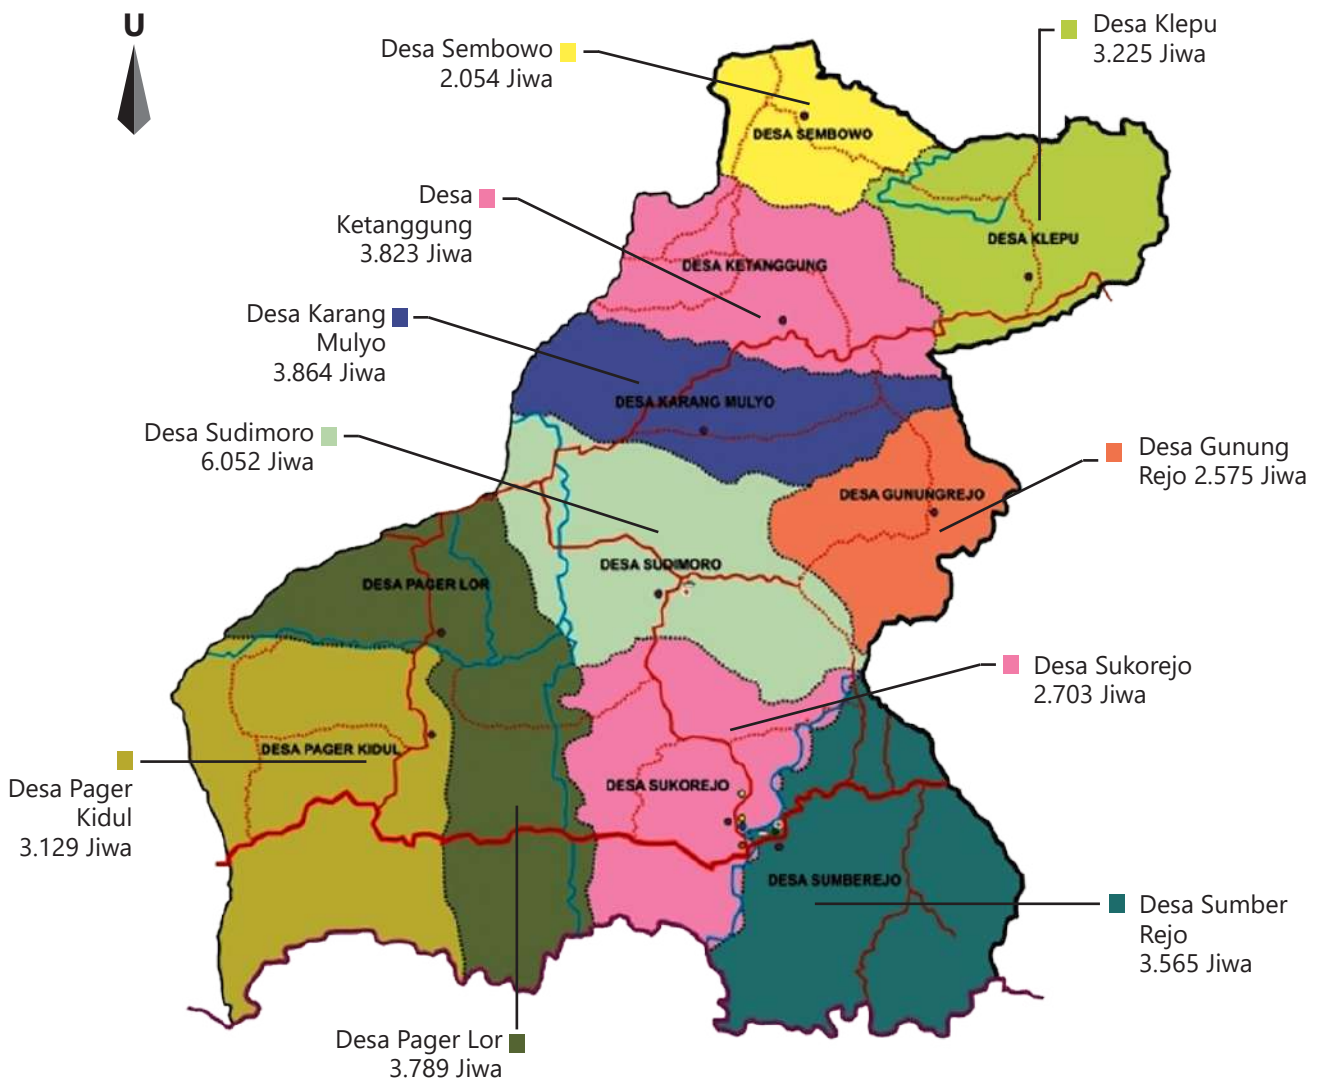 U
Desa Sembowo
2.054 Jiwa
Desa Klepu
3.225 Jiwa
DESA SEMBOWO
Desa
Ketanggung
3.823 Jiwa
DESA KLEPU
DESA KETANGGUNG
Desa Karang
Mulyo
3.864 Jiwa
DESA KARANG MULYO
Desa Sudimoro
6.052 Jiwa
Desa Gunung
Rejo 2.575 Jiwa
DESA GUNUNGREJO
DESA SUDIMORO
DESA PAGER LOR
Desa Sukorejo
2.703 Jiwa
DESA PAGER KIDUL
DESA SUKOREJO
Desa Pager
Kidul
3.129 Jiwa
DESA SUMBEREJO
Desa Sumber
Rejo
3.565 Jiwa
Desa Pager Lor
3.789 Jiwa